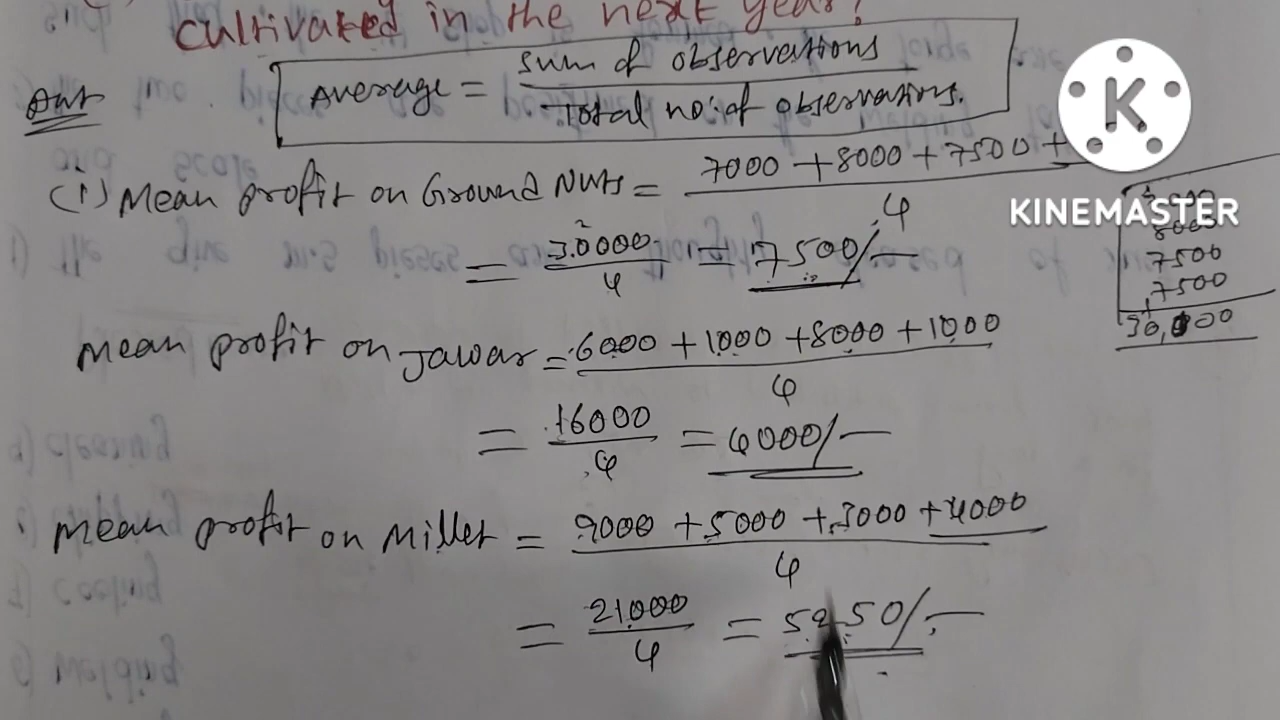 cultivated in the next year?
Ans
Average = sum of observations / Total no: of observations.
(i) Mean profit on Ground Nuts = 7000 + 8000 + 7500 + / 4
= 30000 / 4 = 7500/-
8000
7500
7500
30,000
Mean profit on Jawar = 6000 + 1000 + 8000 + 1000 / 4
= 16000 / 4 = 4000/-
Mean profit on Millet = 9000 + 5000 + 3000 + 4000 / 4
= 21000 / 4 = 5250/-
K
KINEMASTER